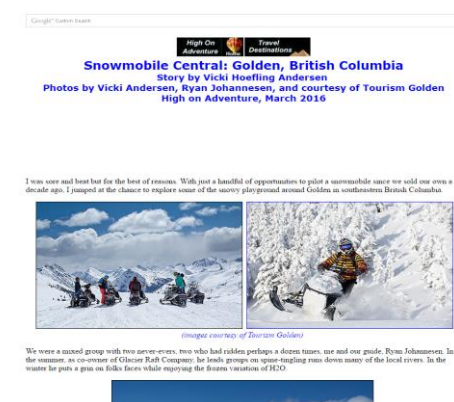 Google™ Custom Search
High On Adventure
Home
Travel Destinations
Snowmobile Central: Golden, British Columbia
Story by Vicki Hoefling Andersen
Photos by Vicki Andersen, Ryan Johannesen, and courtesy of Tourism Golden
High on Adventure, March 2016
I was sore and beat but for the best of reasons. With just a handful of opportunities to pilot a snowmobile since we sold our own a
decade ago, I jumped at the chance to explore some of the snowy playground around Golden in southeastern British Columbia.
(images courtesy of Tourism Golden)
We were a mixed group with two never-evers, two who had ridden perhaps a dozen times, me and our guide, Ryan Johannesen. In
the summer, as co-owner of Glacier Raft Company, he leads groups on spine-tingling runs down many of the local rivers. In the
winter he puts a grin on folks faces while enjoying the frozen variation of H2O.